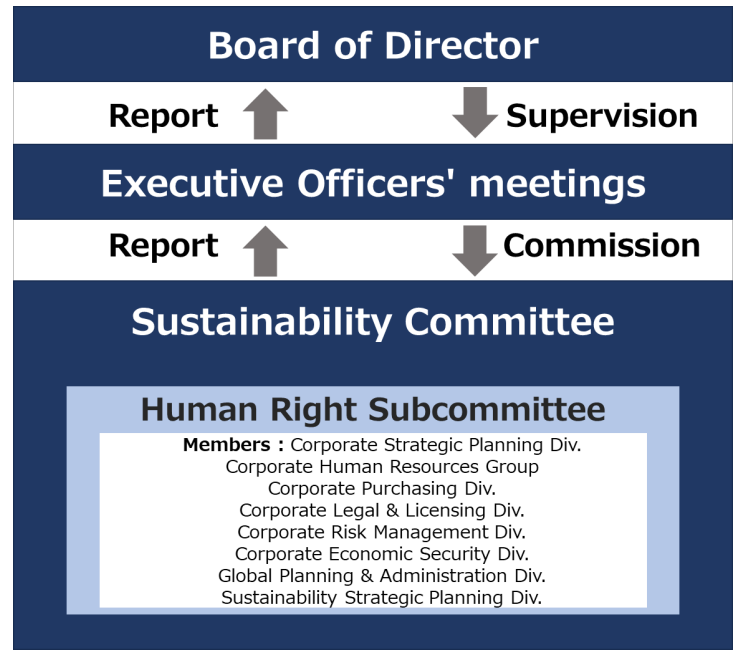 Board of Director
Report
Supervision
Executive Officers' meetings
Report
Commission
Sustainability Committee
Human Right Subcommittee
Members : Corporate Strategic Planning Div.
Corporate Human Resources Group
Corporate Purchasing Div.
Corporate Legal & Licensing Div.
Corporate Risk Management Div.
Corporate Economic Security Div.
Global Planning & Administration Div.
Sustainability Strategic Planning Div.